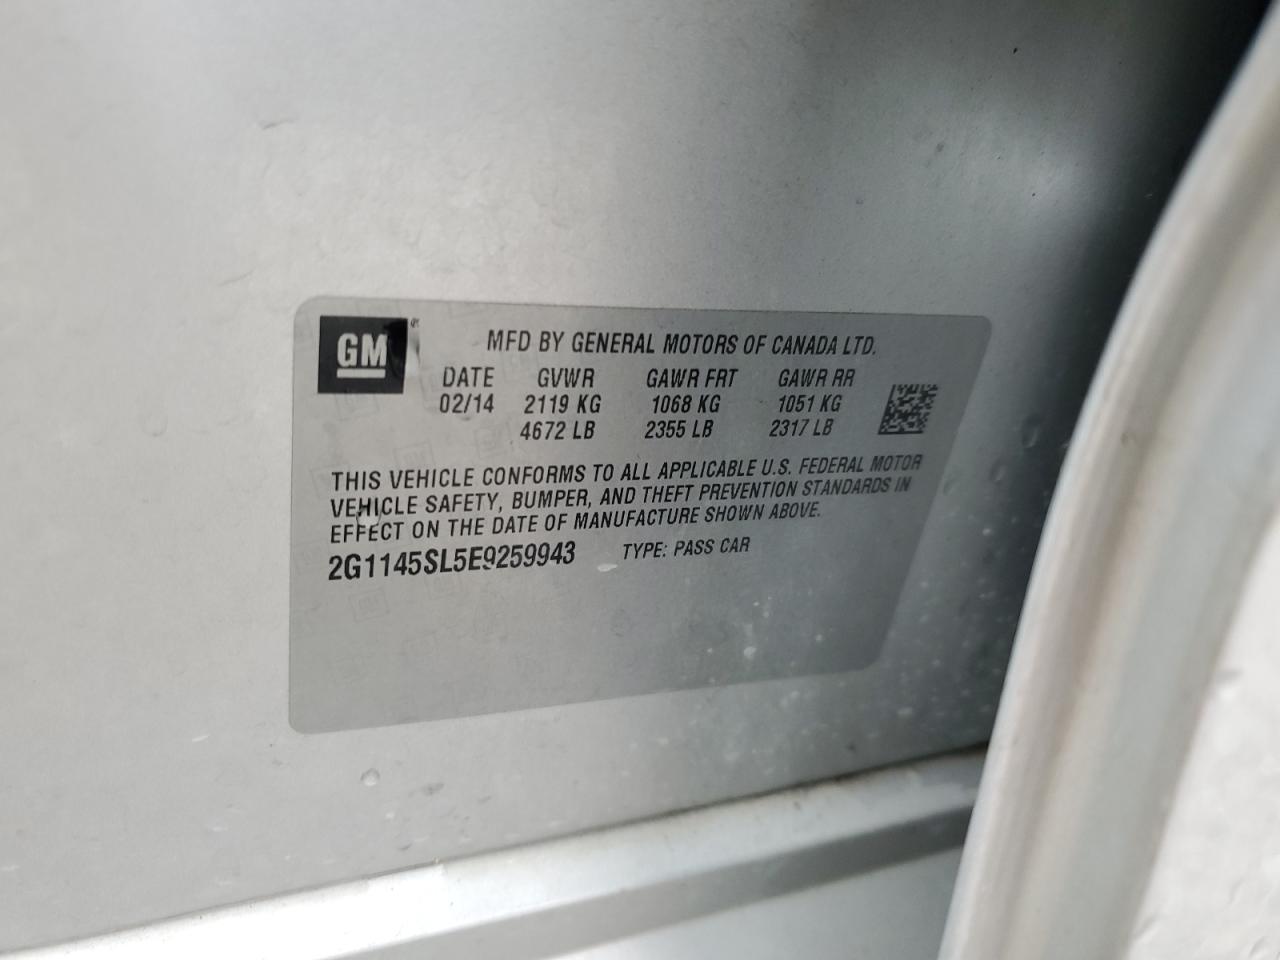 GM
MFD BY GENERAL MOTORS OF CANADA LTD.
DATE GVWR GAWR FRT GAWR RR
02/14 2119 KG 1068 KG 1051 KG
4672 LB 2355 LB 2317 LB
THIS VEHICLE CONFORMS TO ALL APPLICABLE U.S. FEDERAL MOTOR
VEHICLE SAFETY, BUMPER, AND THEFT PREVENTION STANDARDS IN
EFFECT ON THE DATE OF MANUFACTURE SHOWN ABOVE.
2G1145SL5E9259943 TYPE: PASS CAR